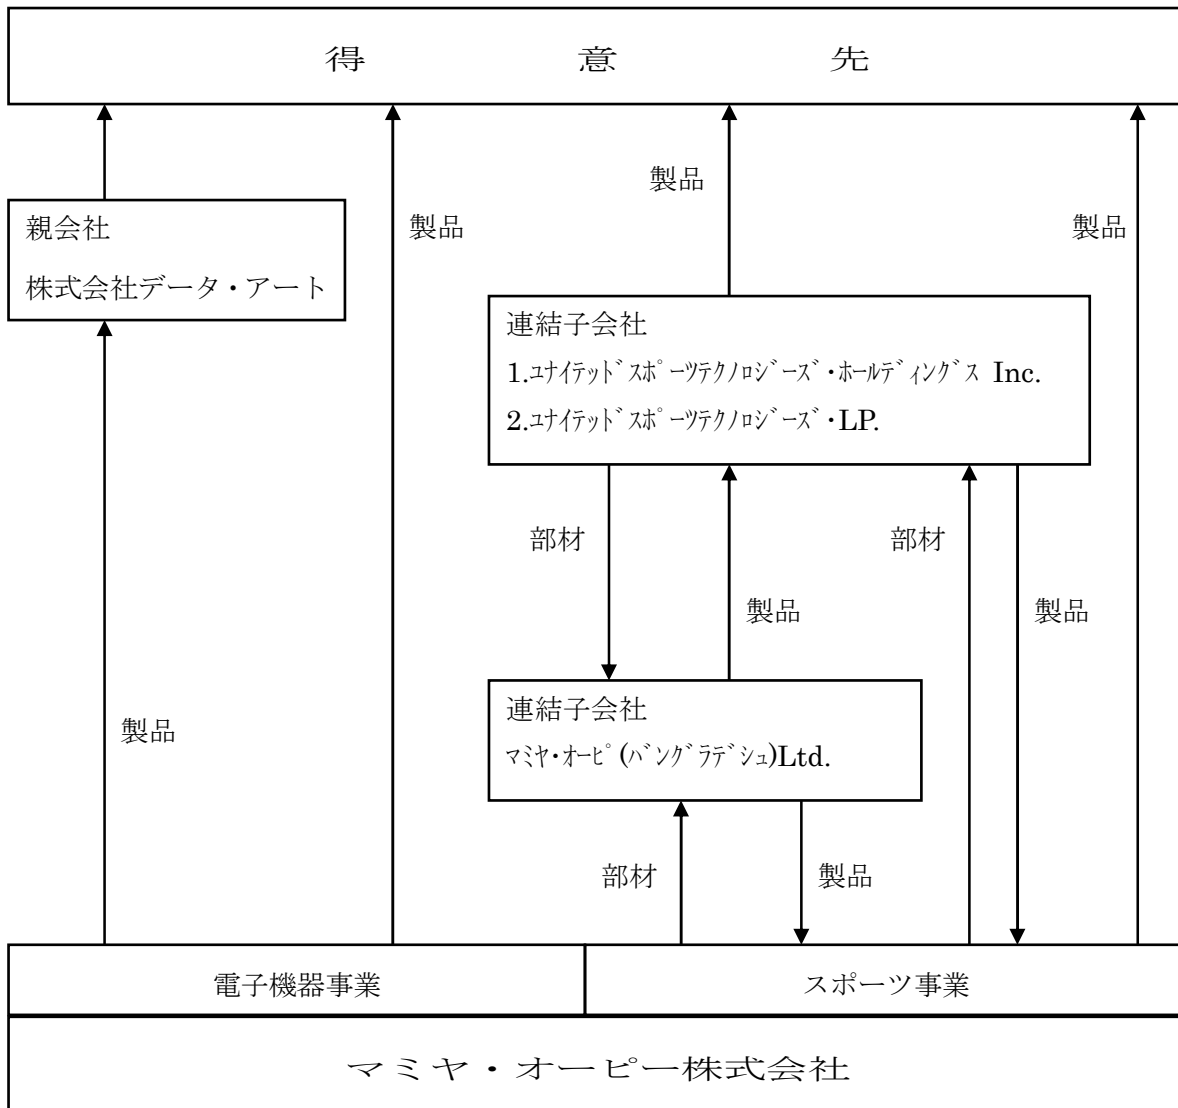 得意先
製品
製品
製品
親会社
株式会社データ・アート
連結子会社
1.ﾕﾅｲﾃｯﾄﾞｽﾎﾟｰﾂﾃｸﾉﾛｼﾞｰｽﾞ･ﾎｰﾙﾃﾞｨﾝｸﾞｽ Inc.
2.ﾕﾅｲﾃｯﾄﾞｽﾎﾟｰﾂﾃｸﾉﾛｼﾞｰｽﾞ･LP.
部材
部材
製品
製品
連結子会社
ﾏﾐﾔ･ｵｰﾋﾟ(ﾊﾞﾝｸﾞﾗﾃﾞｼｭ)Ltd.
製品
部材
製品
電子機器事業
スポーツ事業
マミヤ・オーピー株式会社